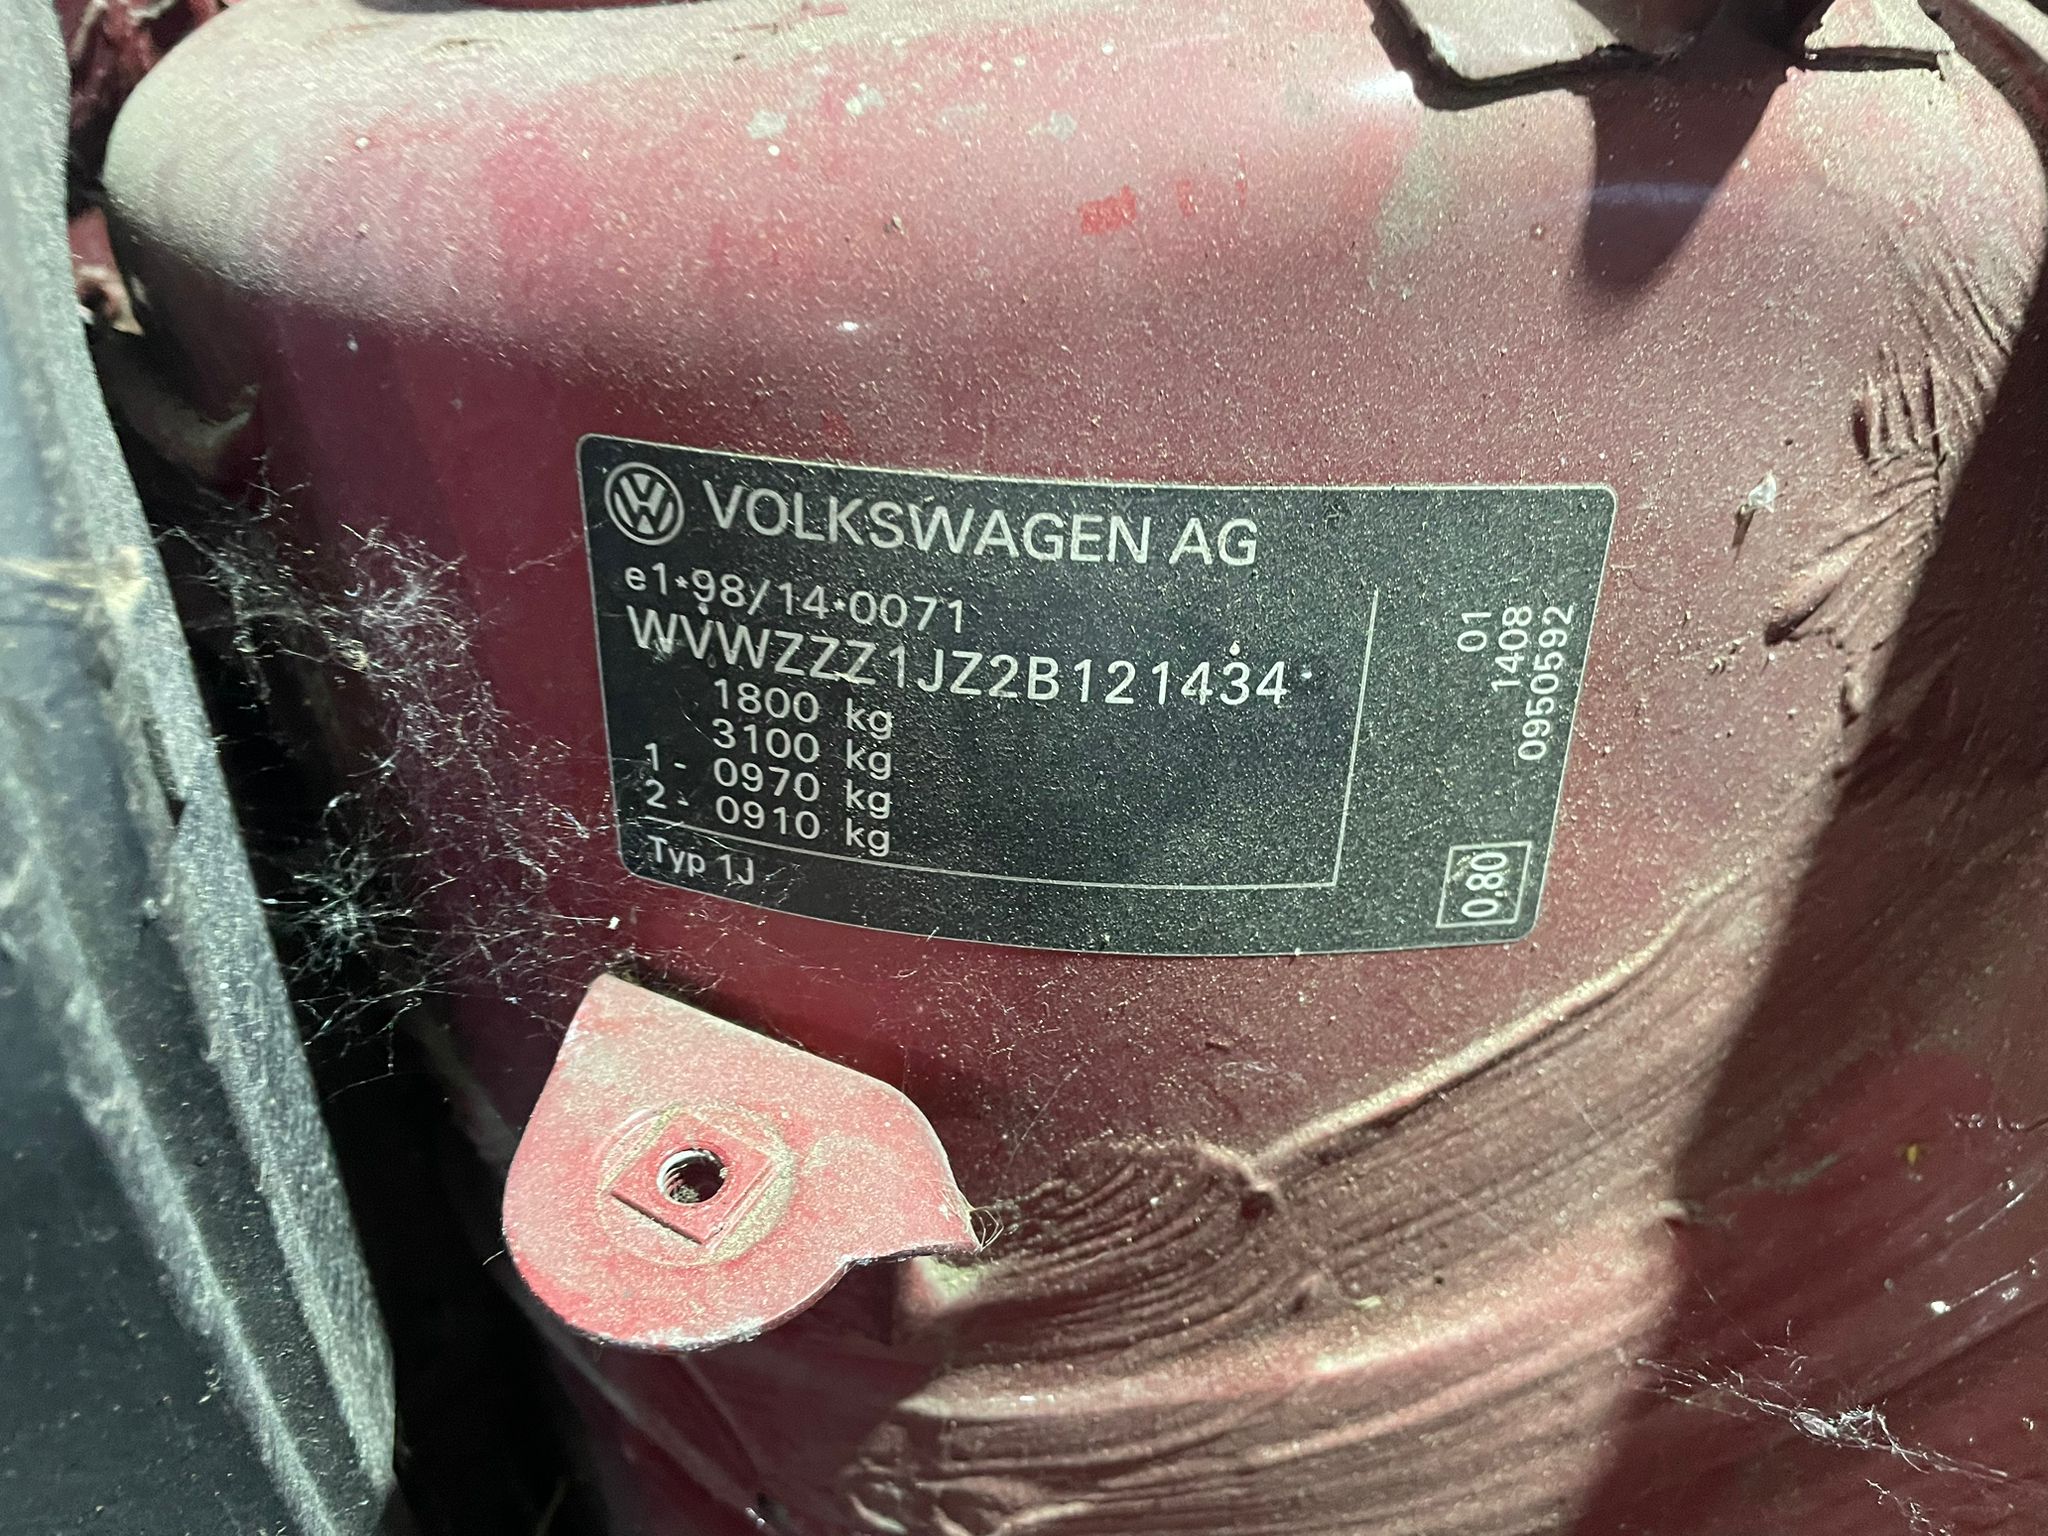 VOLKSWAGEN AG
e1*98/14*0071
WVWZZZ1JZ2B121434
1800 kg
3100 kg
1- 0970 kg
2- 0910 kg
Typ 1J
01
1408
0950592
0,80